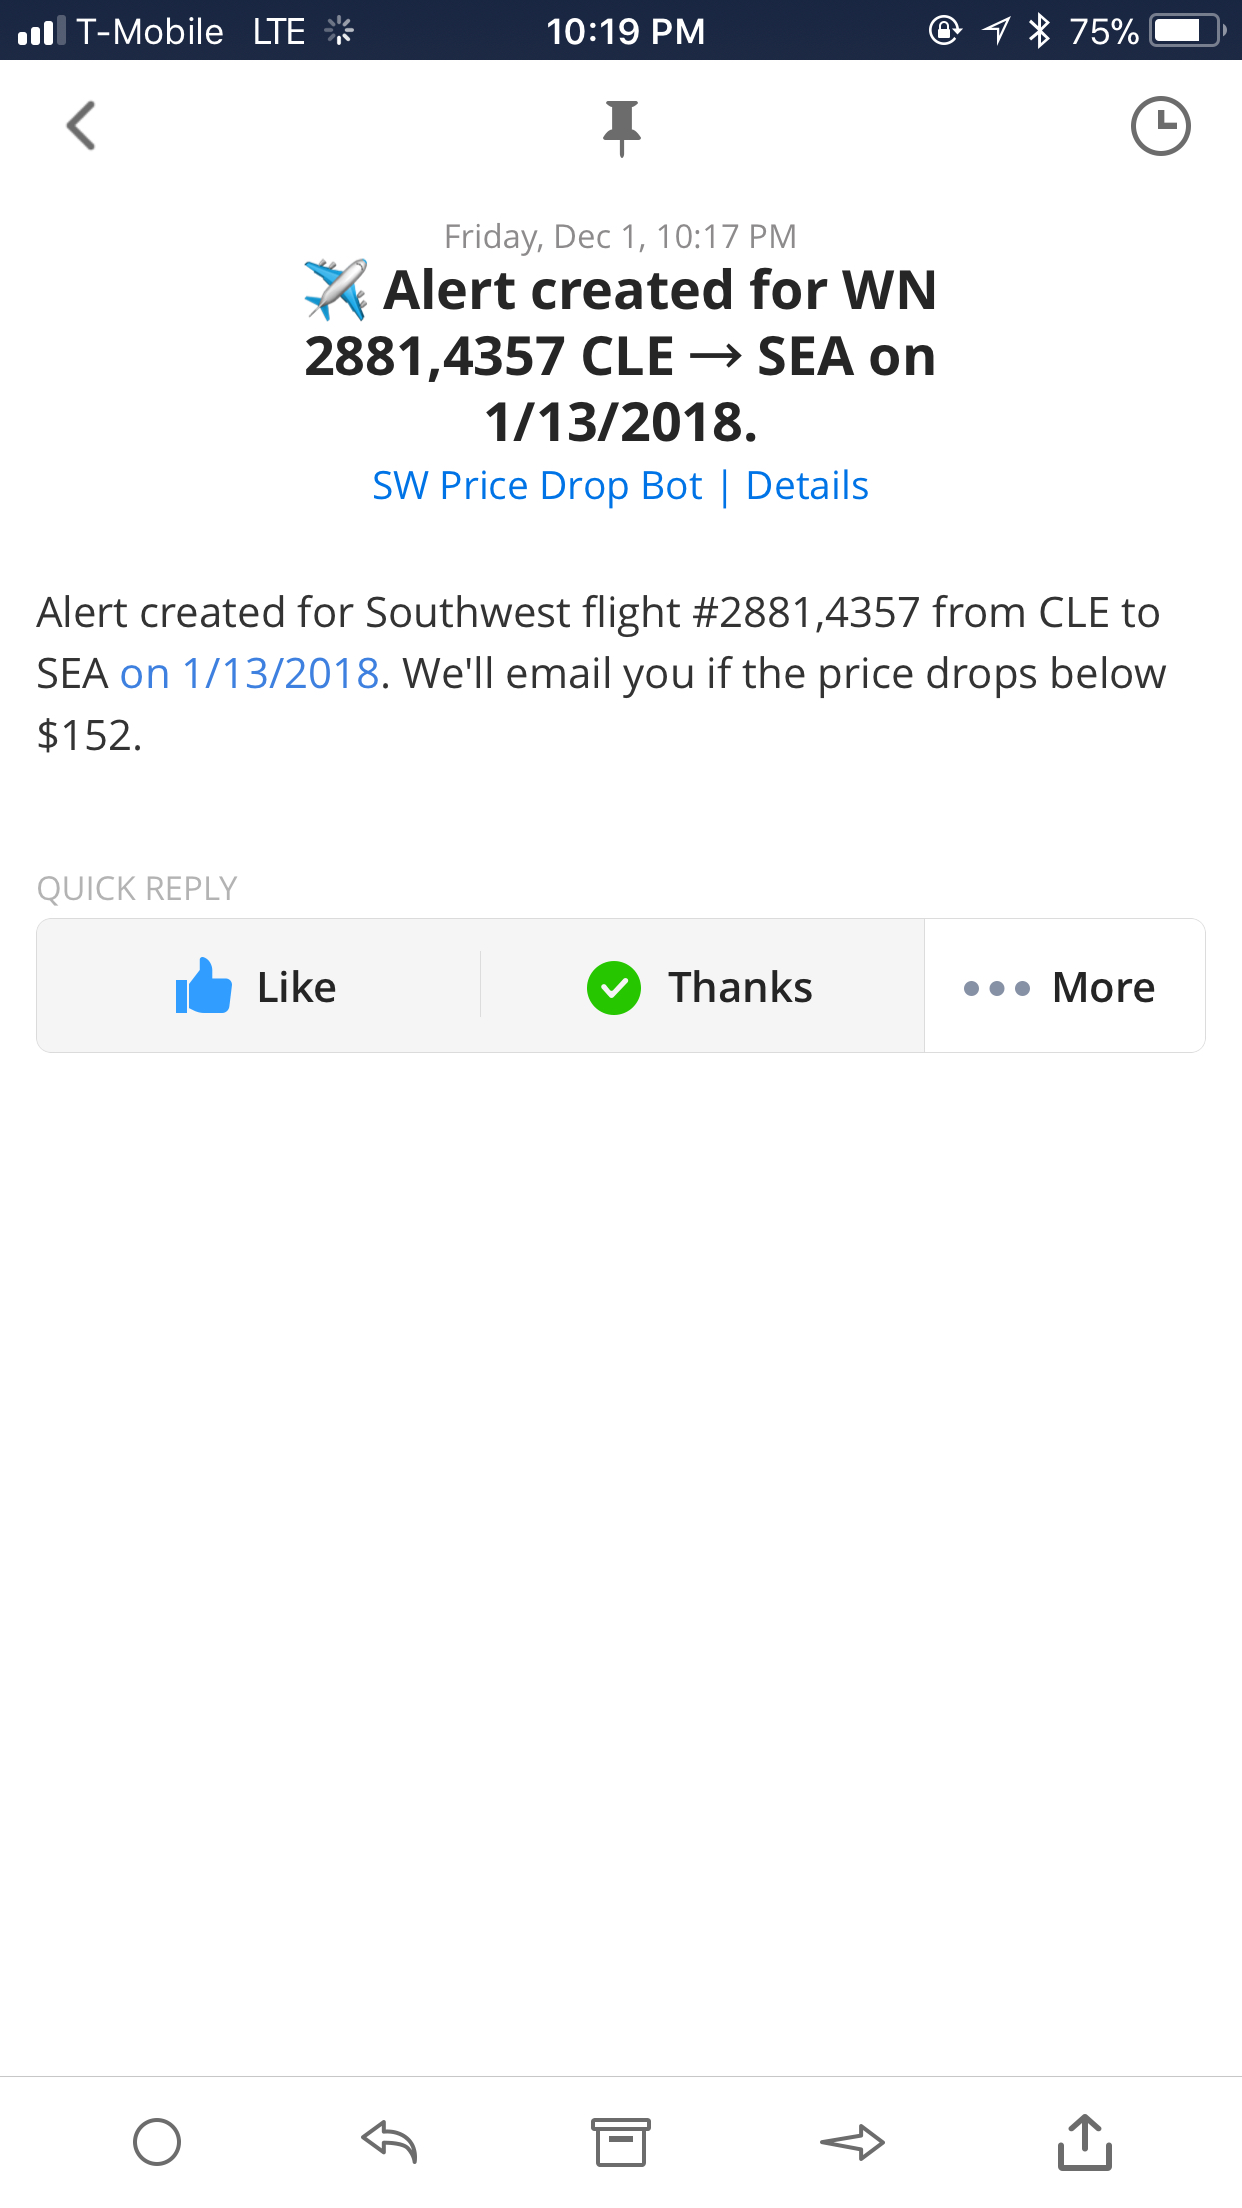 T-Mobile LTE 10:19 PM 75%
Friday, Dec 1, 10:17 PM
✈️ Alert created for WN
2881,4357 CLE → SEA on
1/13/2018.
SW Price Drop Bot | Details
Alert created for Southwest flight #2881,4357 from CLE to
SEA on 1/13/2018. We'll email you if the price drops below
$152.
QUICK REPLY
Like Thanks More